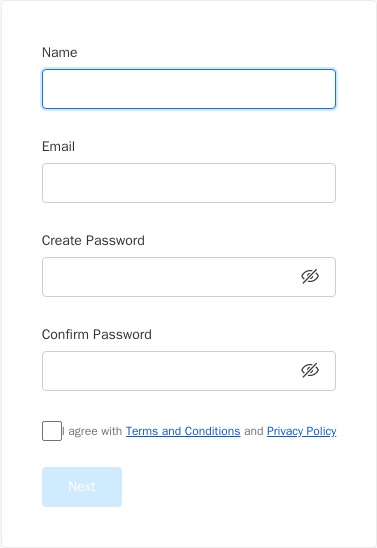 Name
Email
Create Password
Confirm Password
I agree with Terms and Conditions and Privacy Policy
Next